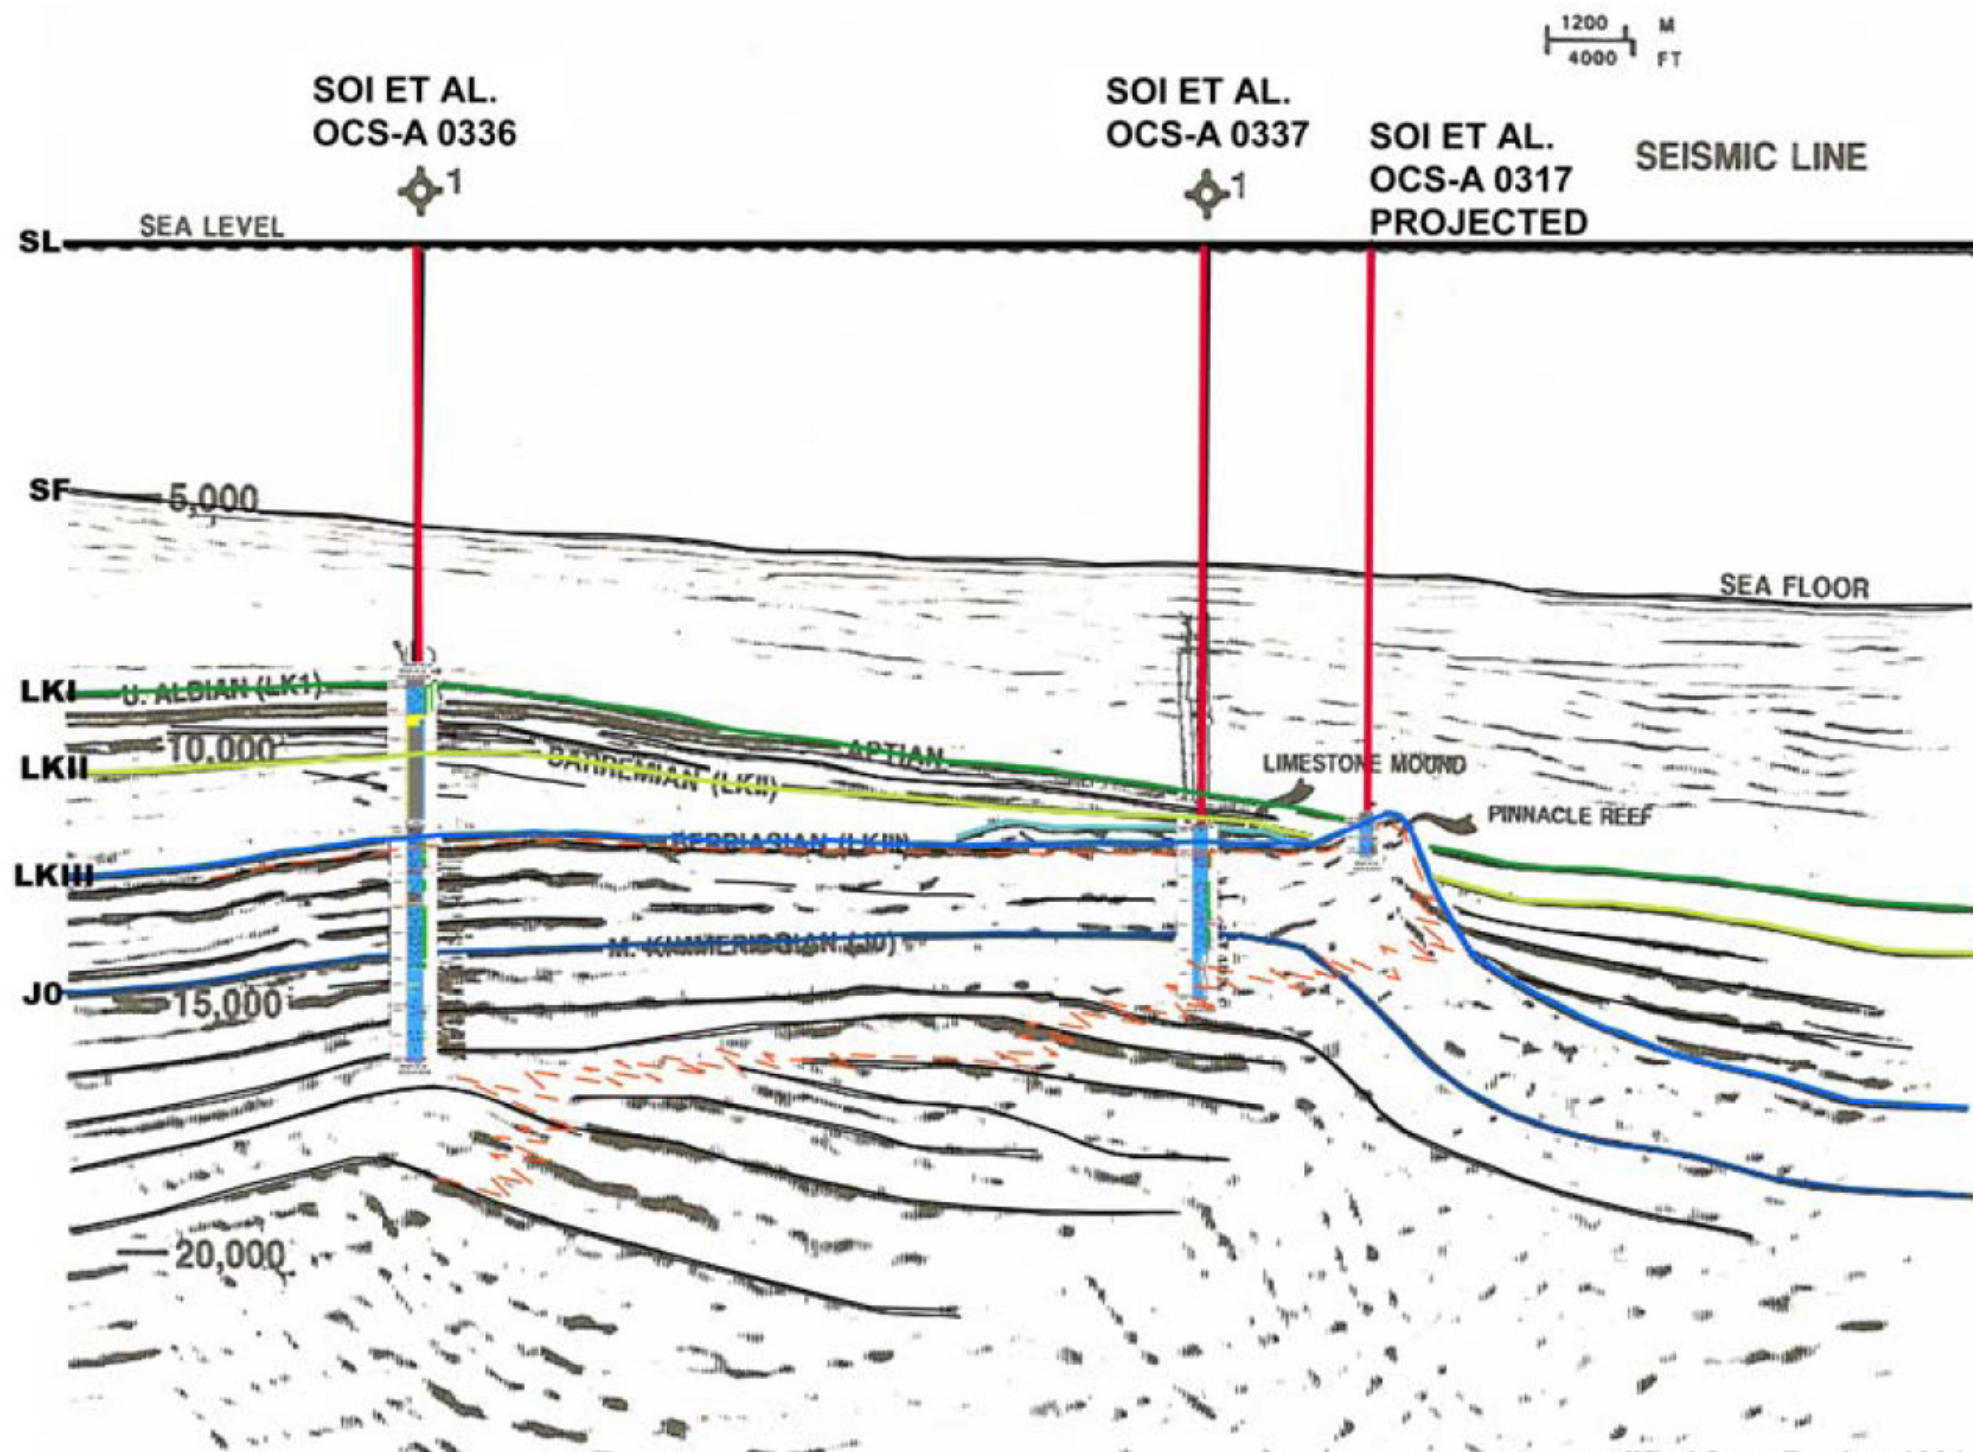 1200 M
4000 FT
SOI ET AL.
OCS-A 0336
1
SOI ET AL.
OCS-A 0337
1
SOI ET AL.
OCS-A 0317
PROJECTED
SEISMIC LINE
SEA LEVEL
SL
SF
5,000
SEA FLOOR
LKI
U. ALBIAN (LK1)
10,000
APTIAN
LKII
BARREMIAN (LKII)
LIMESTONE MOUND
PINNACLE REEF
BERRIASIAN (LKIII)
LKIII
M. KIMMERIDGIAN (J0)
J0
15,000
20,000